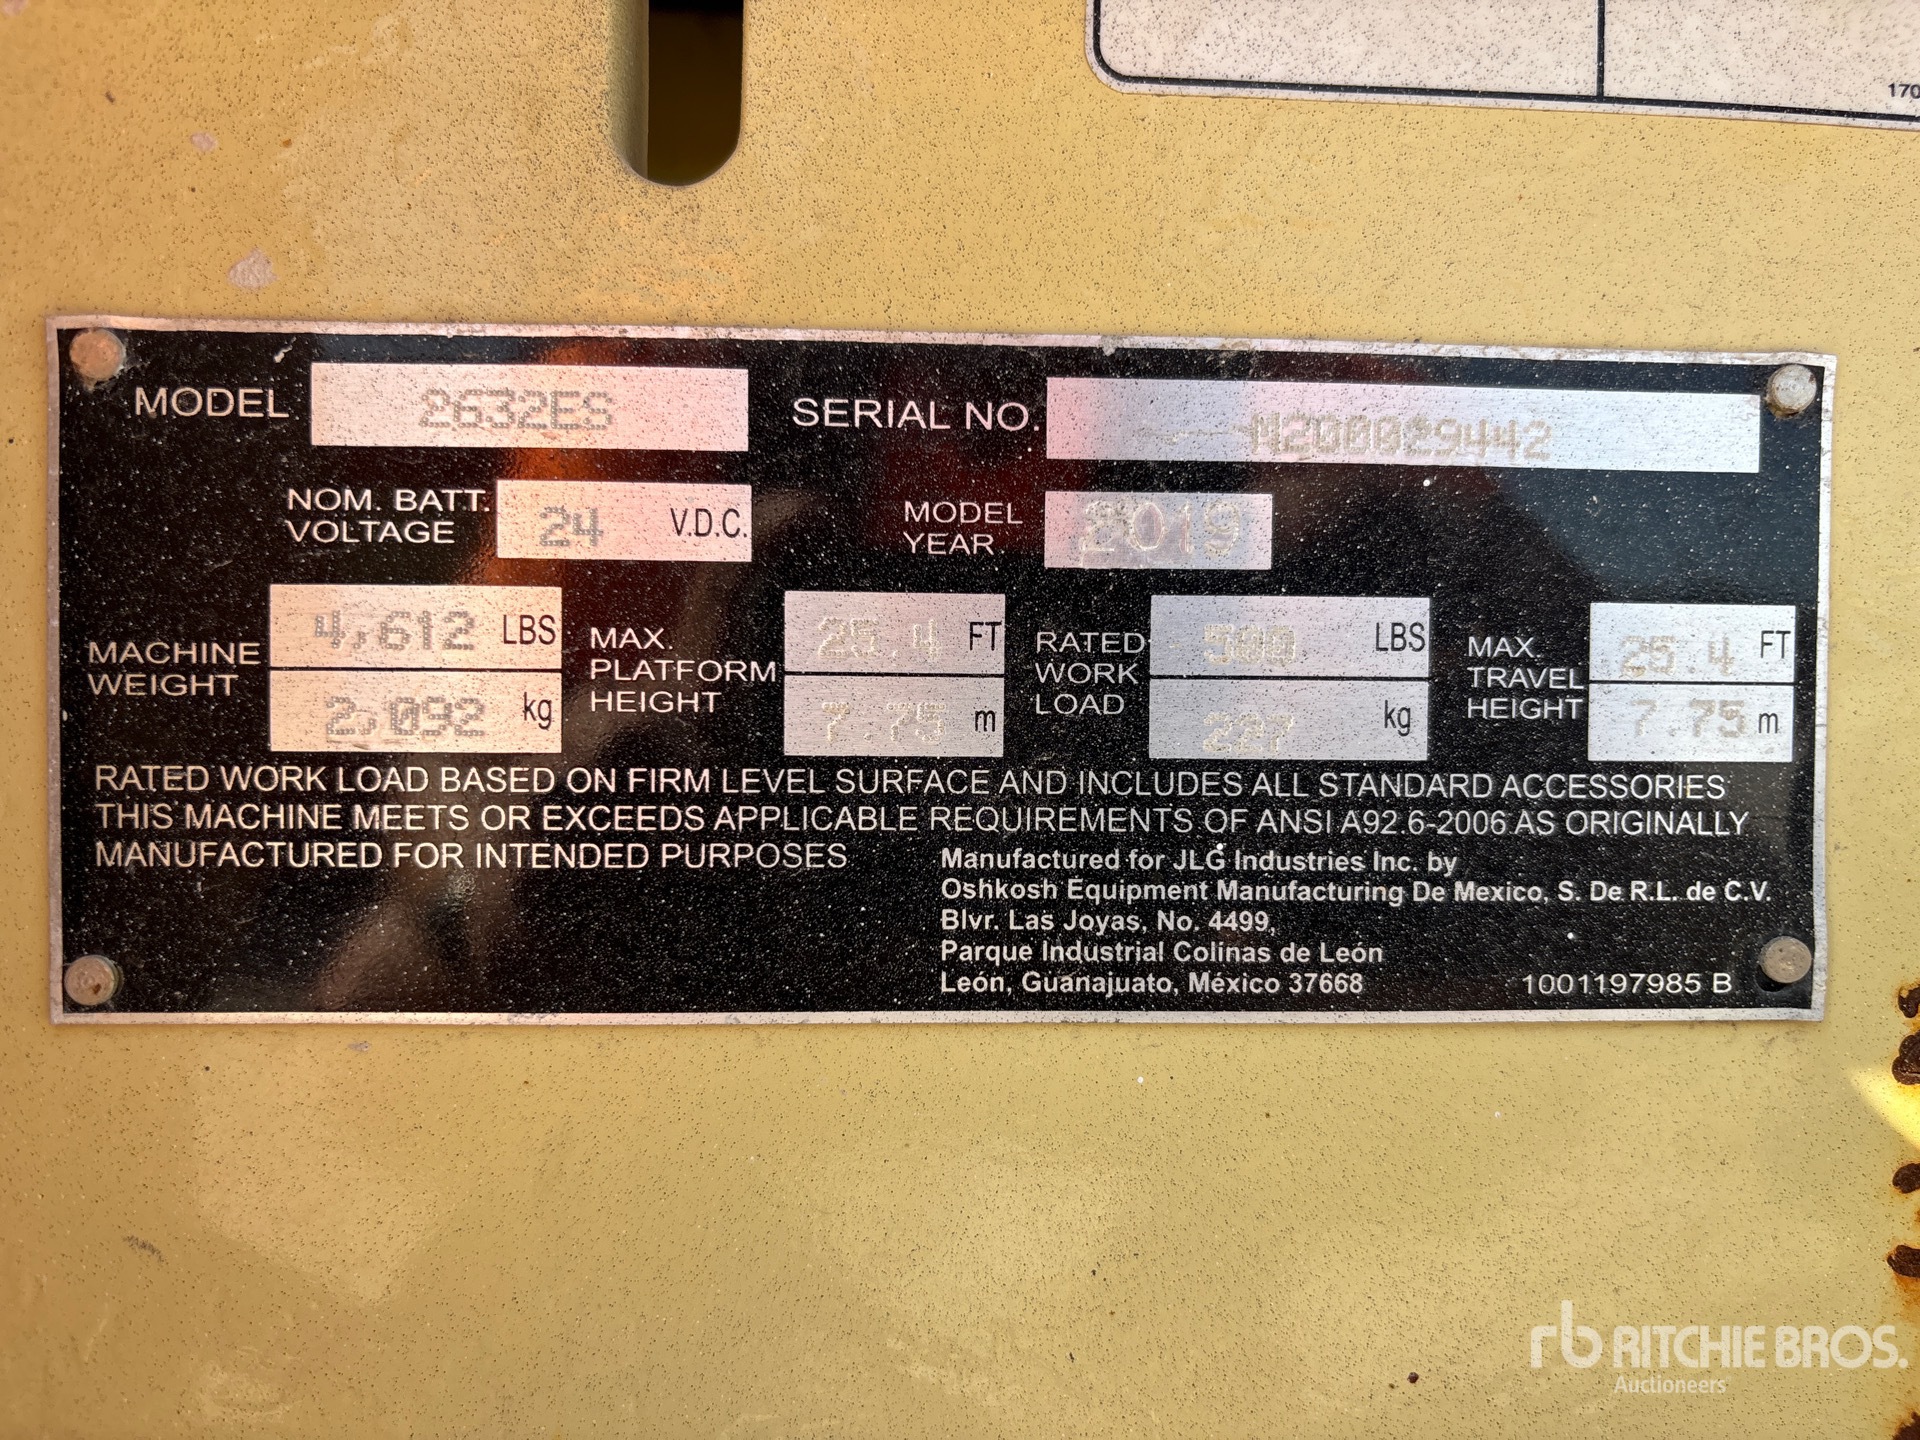 170
MODEL 2632ES SERIAL NO. M200029442
NOM. BATT. VOLTAGE 24 V.D.C. MODEL YEAR 2019
MACHINE WEIGHT 4,612 LBS 2,092 kg MAX. PLATFORM HEIGHT 25.4 FT 7.75 m RATED WORK LOAD 500 LBS 227 kg MAX. TRAVEL HEIGHT 25.4 FT 7.75 m
RATED WORK LOAD BASED ON FIRM LEVEL SURFACE AND INCLUDES ALL STANDARD ACCESSORIES
THIS MACHINE MEETS OR EXCEEDS APPLICABLE REQUIREMENTS OF ANSI A92.6-2006 AS ORIGINALLY
MANUFACTURED FOR INTENDED PURPOSES
Manufactured for JLG Industries Inc. by
Oshkosh Equipment Manufacturing De Mexico, S. De R.L. de C.V.
Blvr. Las Joyas, No. 4499,
Parque Industrial Colinas de León
León, Guanajuato, México 37668
1001197985 B
rb RITCHIE BROS.
Auctioneers